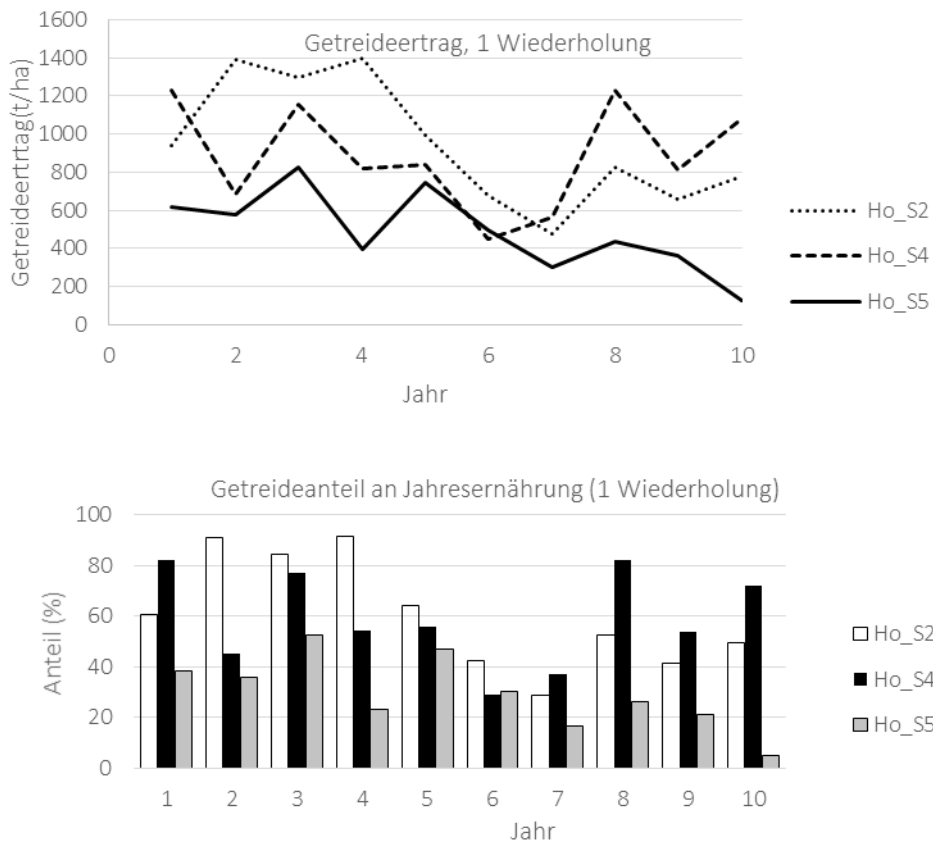 Getreideertrag, 1 Wiederholung
Getreideertrtag(t/ha)
1600
1400
1200
1000
800
600
400
200
0
0 2 4 6 8 10
Jahr
Ho_S2
Ho_S4
Ho_S5
Getreideanteil an Jahresernährung (1 Wiederholung)
Anteil (%)
100
80
60
40
20
0
1 2 3 4 5 6 7 8 9 10
Jahr
Ho_S2
Ho_S4
Ho_S5